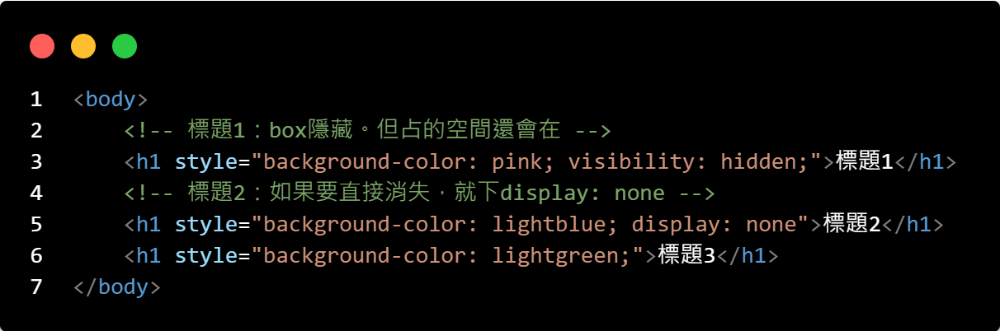 1 <body>
2     <!-- 標題1：box隱藏。但占的空間還會在 -->
3     <h1 style="background-color: pink; visibility: hidden;">標題1</h1>
4     <!-- 標題2：如果要直接消失，就下display: none -->
5     <h1 style="background-color: lightblue; display: none">標題2</h1>
6     <h1 style="background-color: lightgreen;">標題3</h1>
7 </body>